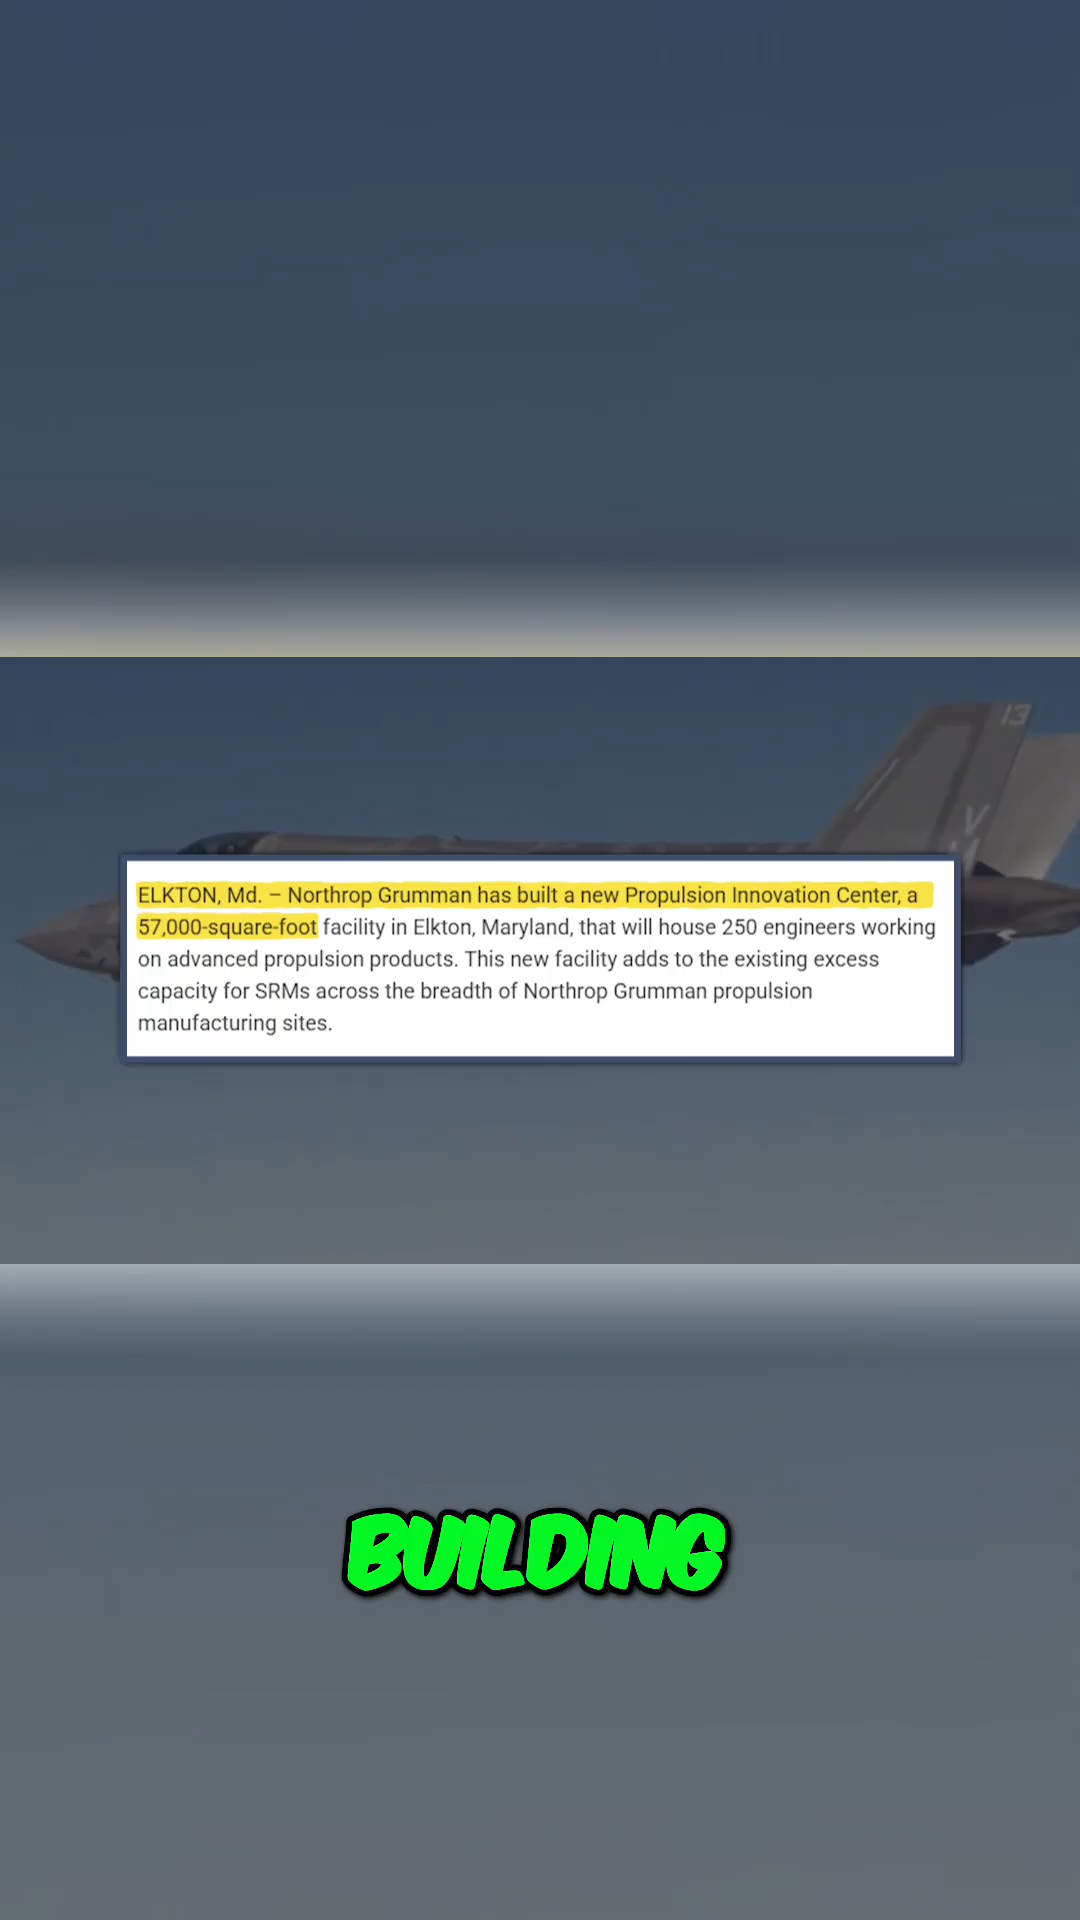 13
V
ELKTON, Md. – Northrop Grumman has built a new Propulsion Innovation Center, a
57,000-square-foot facility in Elkton, Maryland, that will house 250 engineers working
on advanced propulsion products. This new facility adds to the existing excess
capacity for SRMs across the breadth of Northrop Grumman propulsion
manufacturing sites.
BUILDING